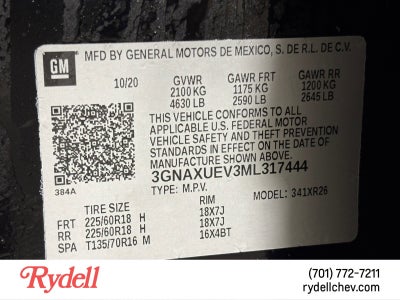 GM
MFD BY GENERAL MOTORS DE MEXICO, S. DE R.L. DE C.V.
10/20 GVWR GAWR FRT GAWR RR
2100 KG 1175 KG 1200 KG
4630 LB 2590 LB 2645 LB
THIS VEHICLE CONFORMS TO ALL
APPLICABLE U.S. FEDERAL MOTOR
VEHICLE SAFETY AND THEFT PREVENTION
STANDARDS IN EFFECT ON THE DATE OF
MANUFACTURE SHOWN ABOVE.
3GNAXUEV3ML317444
384A
TYPE: M.P.V. MODEL: 341XR26
TIRE SIZE RIM
FRT 225/60R18 H 18X7J
RR 225/60R18 H 18X7J
SPA T135/70R16 M 16X4BT
Rydell
(701) 772-7211
rydellchev.com